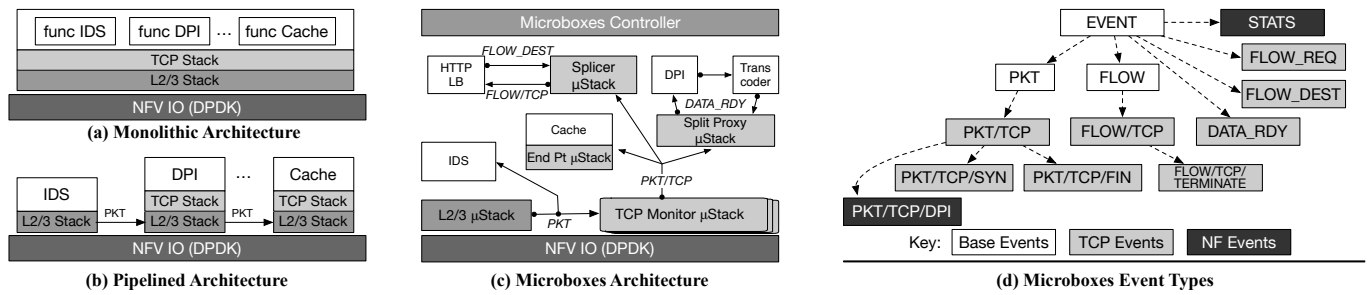 func IDS
func DPI
...
func Cache
TCP Stack
L2/3 Stack
NFV IO (DPDK)
(a) Monolithic Architecture
IDS
L2/3 Stack
PKT
DPI
TCP Stack
L2/3 Stack
...
PKT
Cache
TCP Stack
L2/3 Stack
NFV IO (DPDK)
(b) Pipelined Architecture
Microboxes Controller
HTTP
LB
FLOW_DEST
FLOW/TCP
Splicer
µStack
DPI
Trans
coder
DATA_RDY
Split Proxy
µStack
Cache
End Pt µStack
IDS
PKT/TCP
L2/3 µStack
PKT
TCP Monitor µStack
NFV IO (DPDK)
(c) Microboxes Architecture
EVENT
STATS
FLOW_REQ
PKT
FLOW
FLOW_DEST
PKT/TCP
FLOW/TCP
DATA_RDY
PKT/TCP/SYN
PKT/TCP/FIN
FLOW/TCP/
TERMINATE
PKT/TCP/DPI
Key:
Base Events
TCP Events
NF Events
(d) Microboxes Event Types